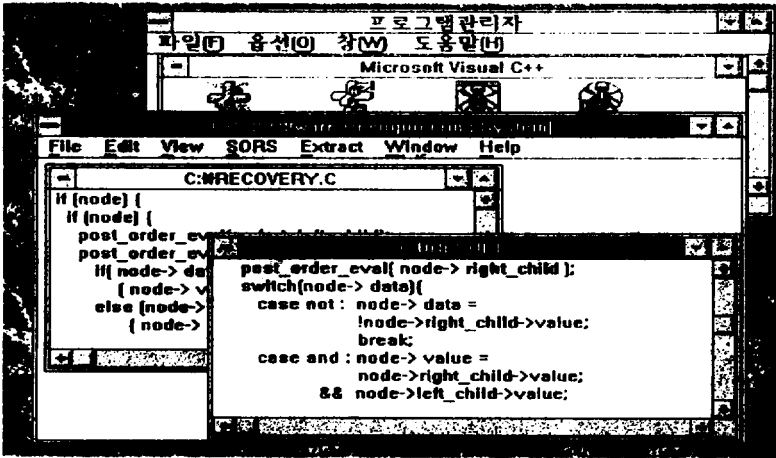 프로그램관리자
파일(F) 옵션(O) 창(W) 도움말(H)
Microsoft Visual C++
File Edit View SORS Extract Window Help
C:₩RECOVERY.C
if (node) {
if (node) {
post_order_ev
post_order_ev
if( node-> da
{ node-> v
else (node->
{ node->
post_order_eval( node-> right_child );
switch(node-> data){
case not : node-> data =
!node->right_child->value;
break;
case and : node-> value =
node->right_child->value;
&& node->left_child->value;